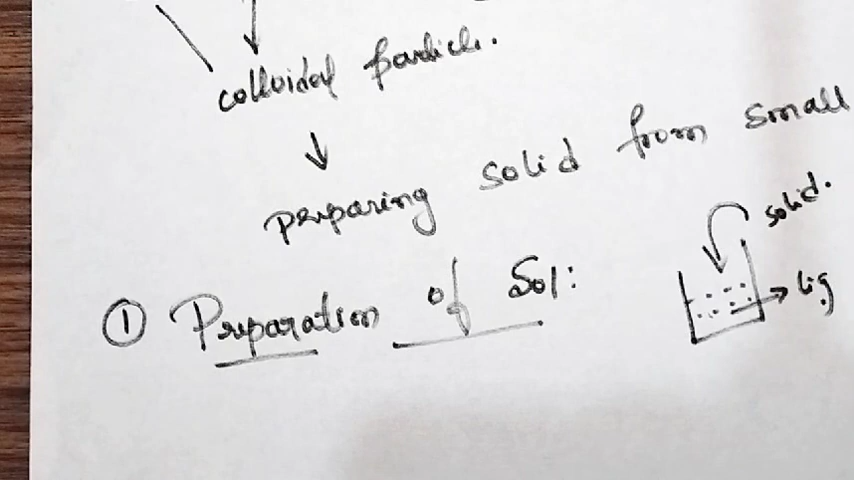 colloidal particle.
preparing solid from small
solid.
① Preparation of Sol:
liq